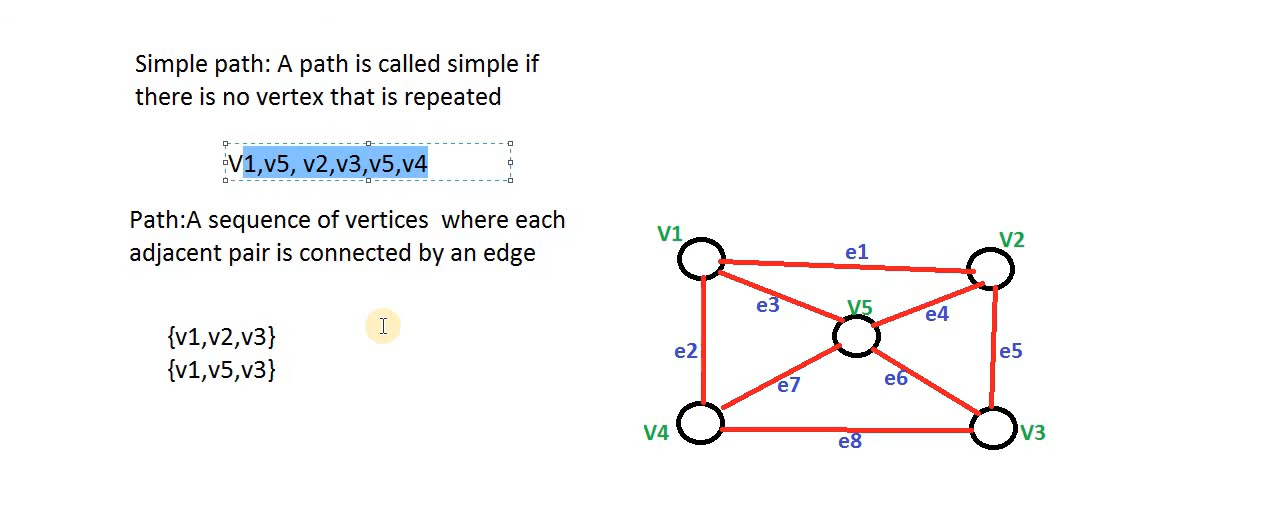 Simple path: A path is called simple if
there is no vertex that is repeated
V1,v5, v2,v3,v5,v4
Path:A sequence of vertices  where each
adjacent pair is connected by an edge
{v1,v2,v3}
{v1,v5,v3}
V1
V2
e1
e3
V5
e4
e2
e5
e7
e6
V4
e8
V3